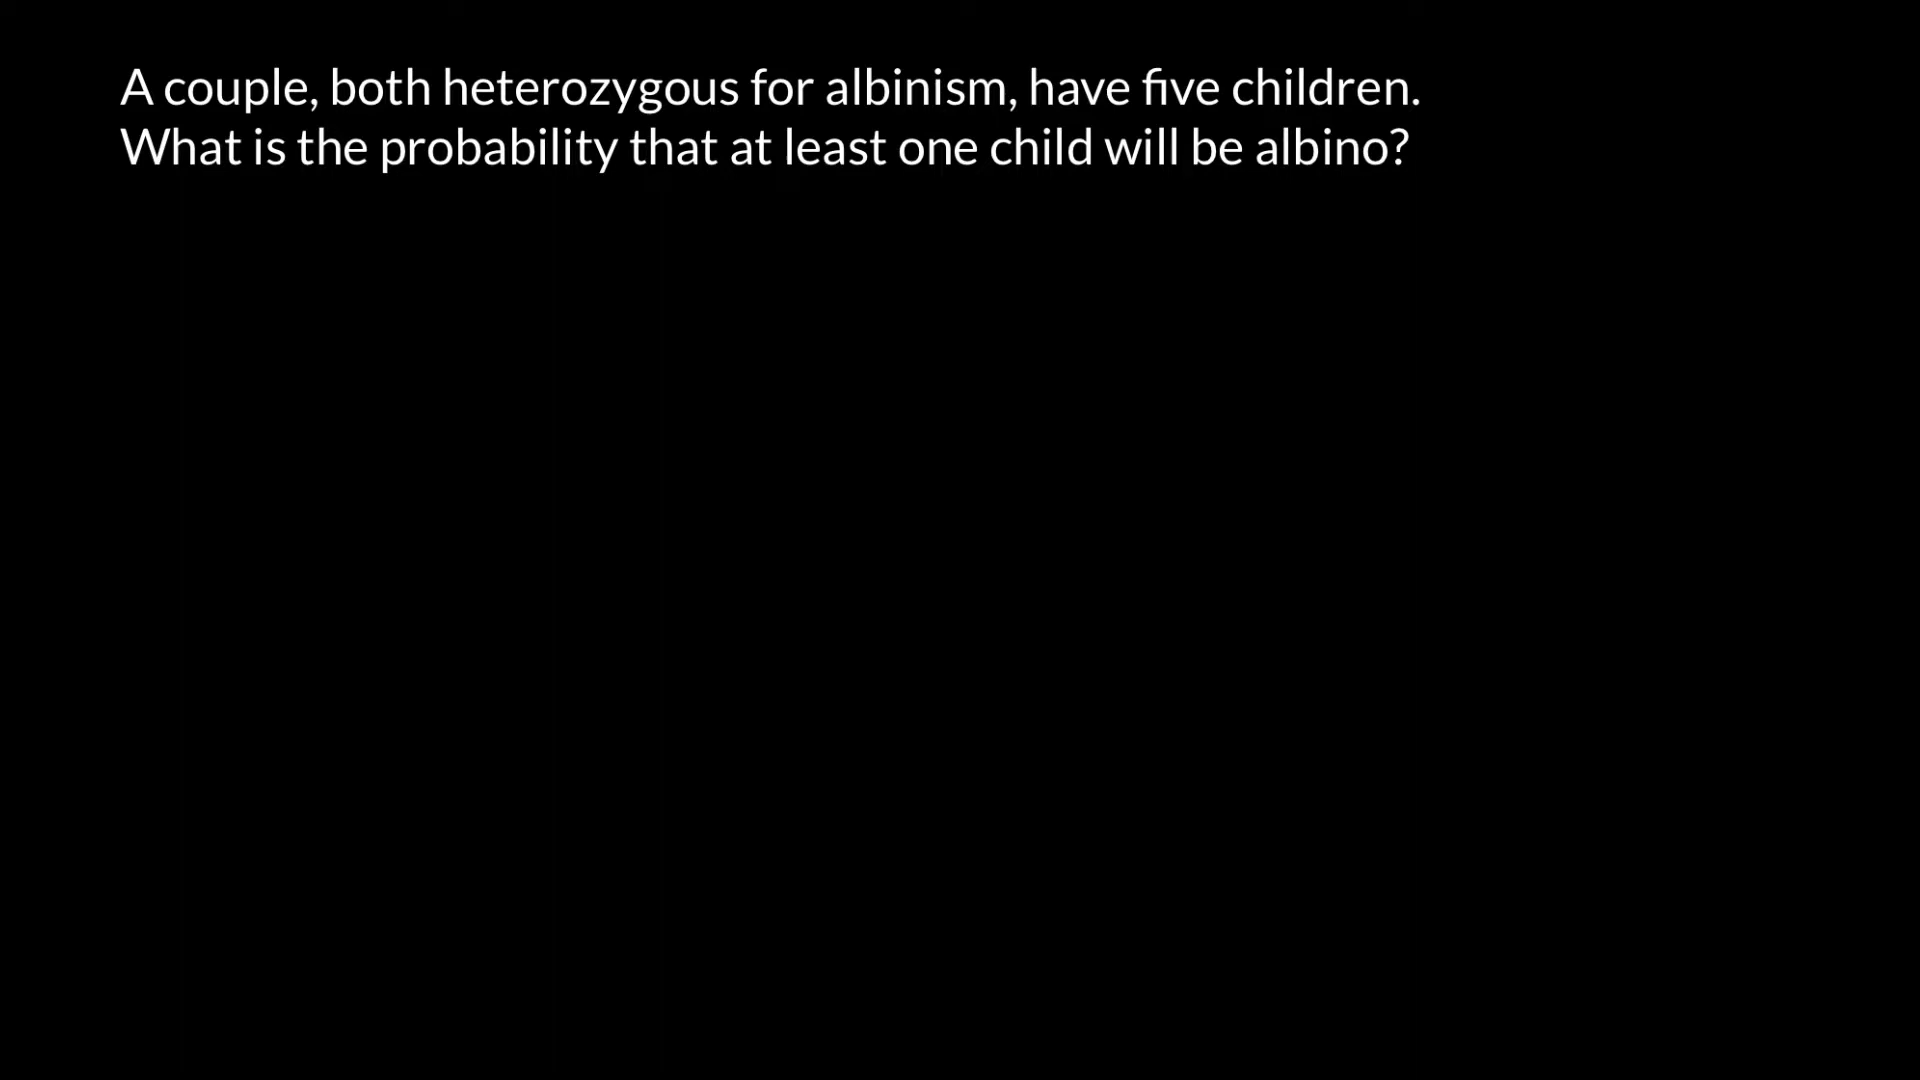 A couple, both heterozygous for albinism, have five children.
What is the probability that at least one child will be albino?